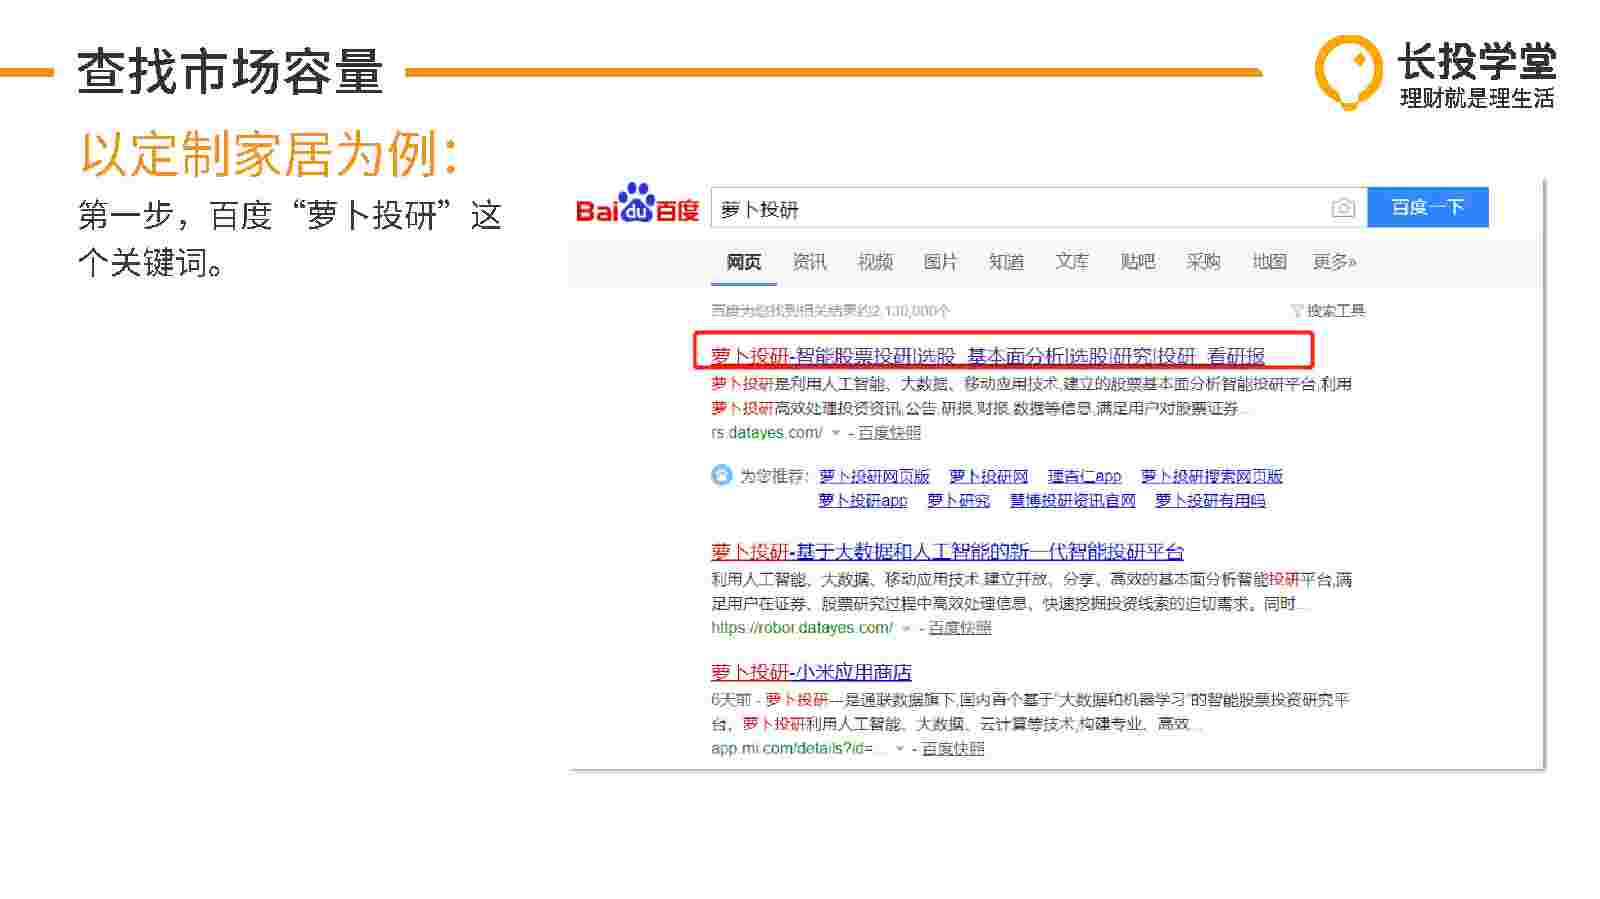 查找市场容量
长投学堂
理财就是理生活
以定制家居为例：
第一步，百度“萝卜投研”这
个关键词。
Bai du 百度
萝卜投研
百度一下
网页 资讯 视频 图片 知道 文库 贴吧 采购 地图 更多»
百度为您找到相关结果约2,130,000个
搜索工具
萝卜投研-智能股票投研|选股_基本面分析|选股|研究|投研_看研报
萝卜投研是利用人工智能、大数据、移动应用技术,建立的股票基本面分析智能投研平台,利用
萝卜投研高效处理投资资讯,公告,研报,财报,数据等信息,满足用户对股票证券...
rs.datayes.com/ - 百度快照
为您推荐： 萝卜投研网页版 萝卜投研网 理杏仁app 萝卜投研搜索网页版
萝卜投研app 萝卜研究 慧博投研资讯官网 萝卜投研有用吗
萝卜投研-基于大数据和人工智能的新一代智能投研平台
利用人工智能、大数据、移动应用技术,建立开放、分享、高效的基本面分析智能投研平台,满
足用户在证券、股票研究过程中高效处理信息、快速挖掘投资线索的迫切需求。同时...
https://robor.datayes.com/ - 百度快照
萝卜投研-小米应用商店
6天前 - 萝卜投研—是通联数据旗下,国内首个基于“大数据和机器学习”的智能股票投资研究平
台。萝卜投研利用人工智能、大数据、云计算等技术,构建专业、高效...
app.mi.com/details?id=... - 百度快照